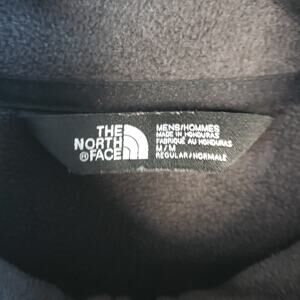 THE
NORTH
®FACE
MENS/HOMMES
MADE IN HONDURAS
FABRIQUÉ AU HONDURAS
M/M
REGULAR/NORMALE